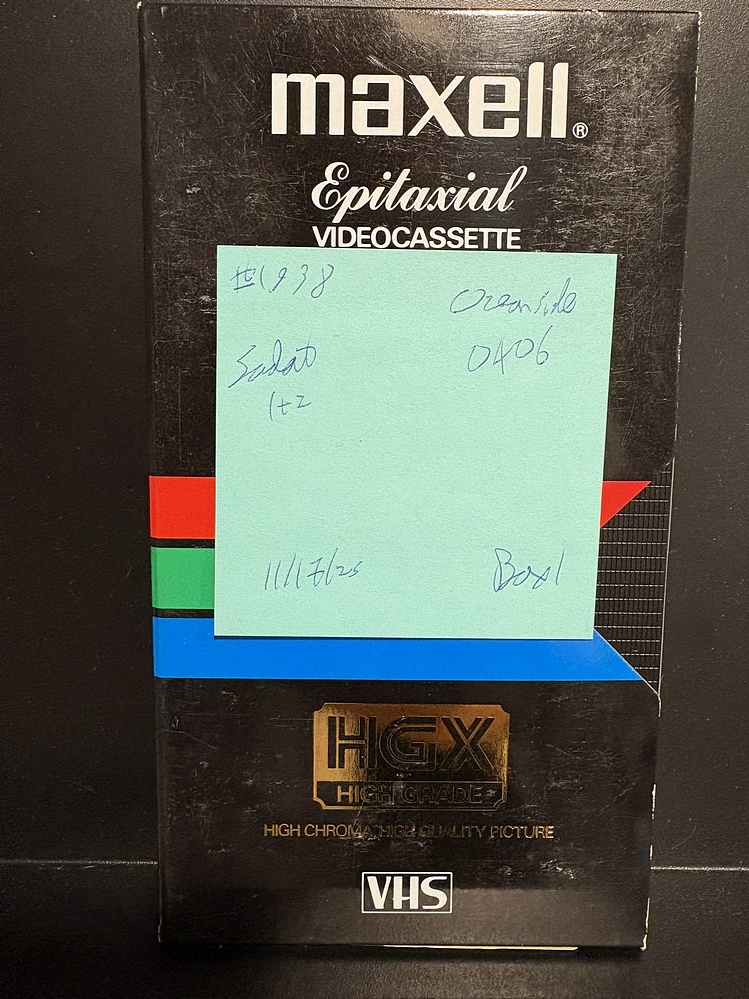 maxell®
Epitaxial
VIDEOCASSETTE
#1938
Oceanside
Sadat
0406
1+2
11/17/25
Box 1
HGX
HIGH GRADE
HIGH CHROMA, HIGH QUALITY PICTURE
VHS